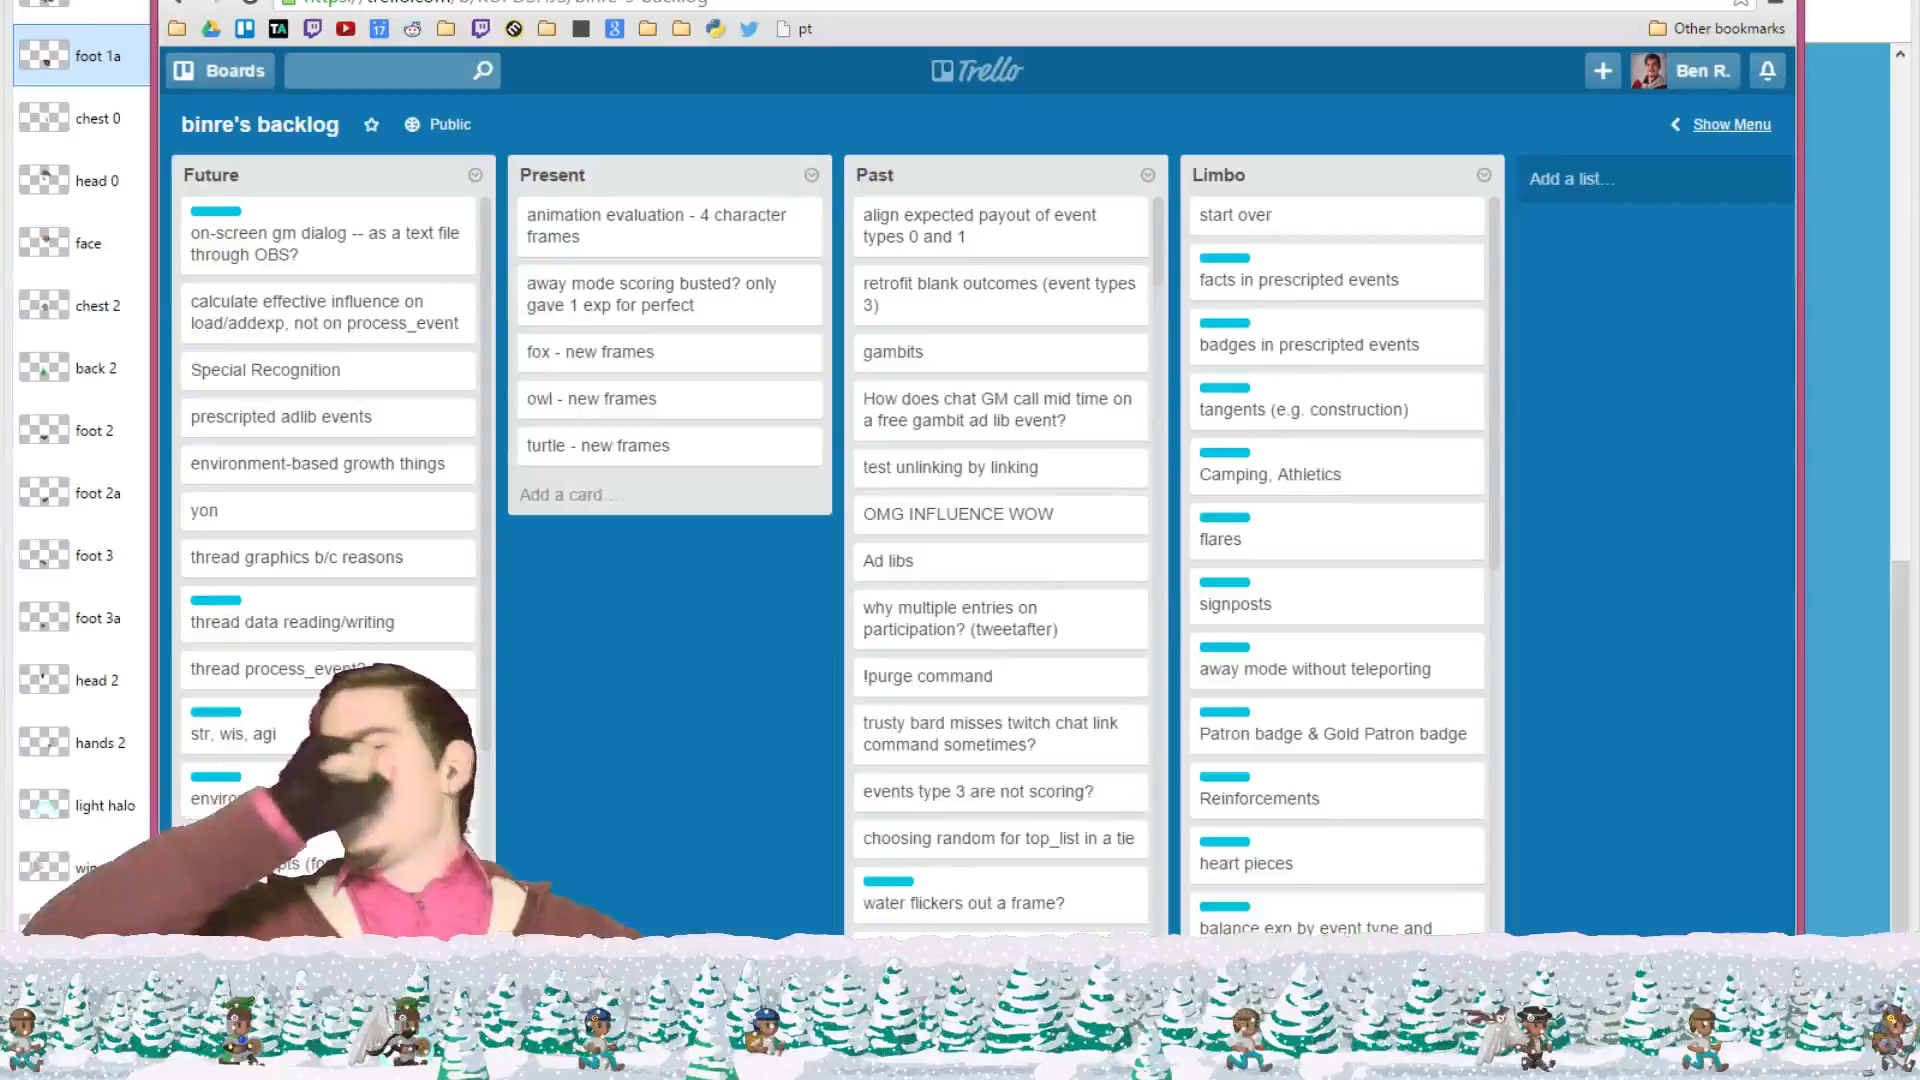 pt
Other bookmarks
foot 1a
chest 0
head 0
face
chest 2
back 2
foot 2
foot 2a
foot 3
foot 3a
head 2
hands 2
light halo
Boards
Trello
Ben R.
binre's backlog
Public
Show Menu
Future
on-screen gm dialog -- as a text file
through OBS?
calculate effective influence on
load/addexp, not on process_event
Special Recognition
prescripted adlib events
environment-based growth things
yon
thread graphics b/c reasons
thread data reading/writing
thread process_event?
str, wis, agi
Present
animation evaluation - 4 character
frames
away mode scoring busted? only
gave 1 exp for perfect
fox - new frames
owl - new frames
turtle - new frames
Add a card…
Past
align expected payout of event
types 0 and 1
retrofit blank outcomes (event types
3)
gambits
How does chat GM call mid time on
a free gambit ad lib event?
test unlinking by linking
OMG INFLUENCE WOW
Ad libs
why multiple entries on
participation? (tweetafter)
!purge command
trusty bard misses twitch chat link
command sometimes?
events type 3 are not scoring?
choosing random for top_list in a tie
water flickers out a frame?
Limbo
start over
facts in prescripted events
badges in prescripted events
tangents (e.g. construction)
Camping, Athletics
flares
signposts
away mode without teleporting
Patron badge & Gold Patron badge
Reinforcements
heart pieces
balance exp by event type and
Add a list…